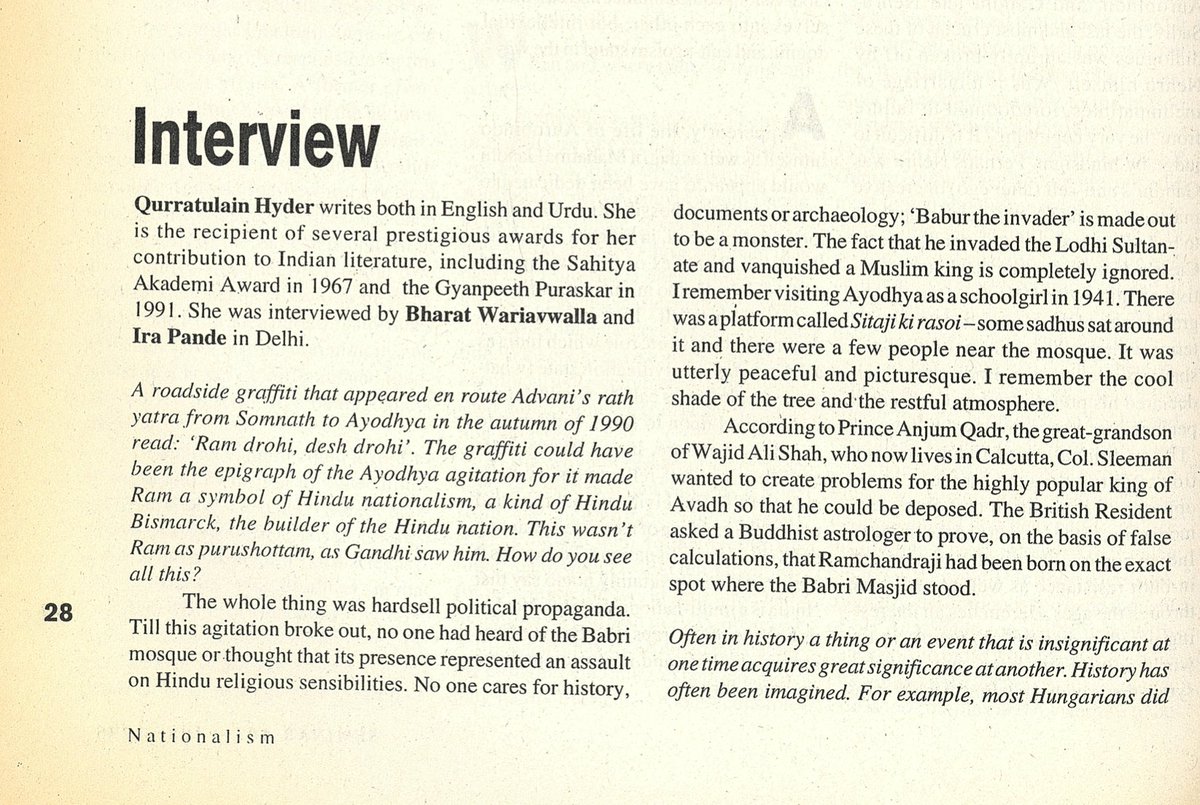 Interview
Qurratulain Hyder writes both in English and Urdu. She
is the recipient of several prestigious awards for her
contribution to Indian literature, including the Sahitya
Akademi Award in 1967 and the Gyanpeeth Puraskar in
1991. She was interviewed by Bharat Wariavwalla and
Ira Pande in Delhi.
A roadside graffiti that appeared en route Advani's rath
yatra from Somnath to Ayodhya in the autumn of 1990
read: 'Ram drohi, desh drohi'. The graffiti could have
been the epigraph of the Ayodhya agitation for it made
Ram a symbol of Hindu nationalism, a kind of Hindu
Bismarck, the builder of the Hindu nation. This wasn't
Ram as purushottam, as Gandhi saw him. How do you see
all this?
The whole thing was hardsell political propaganda.
Till this agitation broke out, no one had heard of the Babri
mosque or thought that its presence represented an assault
on Hindu religious sensibilities. No one cares for history,
documents or archaeology; 'Babur the invader' is made out
to be a monster. The fact that he invaded the Lodhi Sultan-
ate and vanquished a Muslim king is completely ignored.
I remember visiting Ayodhya as a schoolgirl in 1941. There
was a platform called Sitaji ki rasoi – some sadhus sat around
it and there were a few people near the mosque. It was
utterly peaceful and picturesque. I remember the cool
shade of the tree and the restful atmosphere.
According to Prince Anjum Qadr, the great-grandson
of Wajid Ali Shah, who now lives in Calcutta, Col. Sleeman
wanted to create problems for the highly popular king of
Avadh so that he could be deposed. The British Resident
asked a Buddhist astrologer to prove, on the basis of false
calculations, that Ramchandraji had been born on the exact
spot where the Babri Masjid stood.
Often in history a thing or an event that is insignificant at
one time acquires great significance at another. History has
often been imagined. For example, most Hungarians did
28
Nationalism